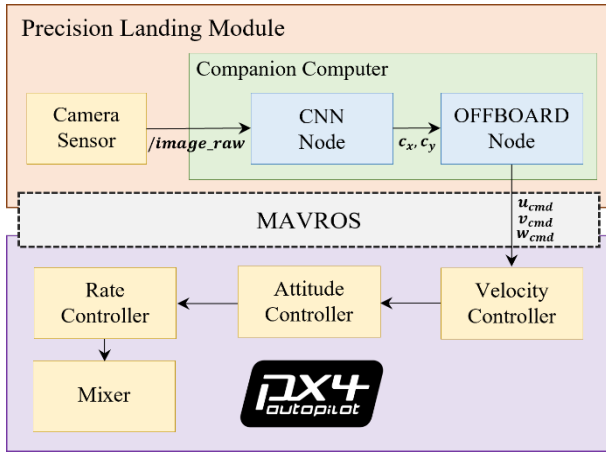 Precision Landing Module
Companion Computer
Camera
Sensor
/image_raw
CNN
Node
c_x, c_y
OFFBOARD
Node
MAVROS
u_cmd
v_cmd
w_cmd
Rate
Controller
Attitude
Controller
Velocity
Controller
Mixer
px4
autopilot